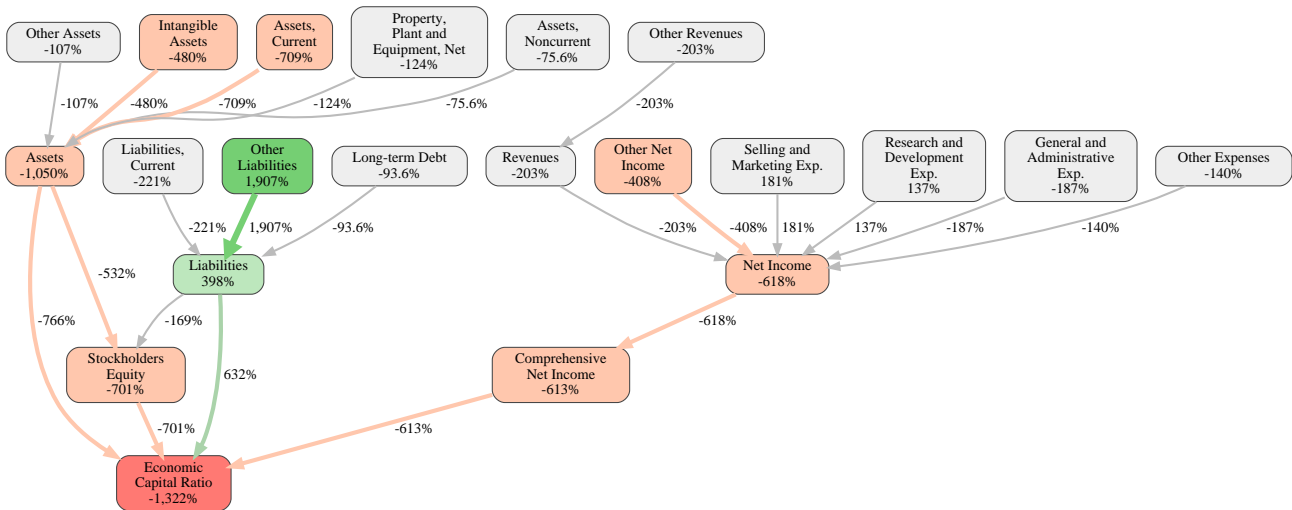 Other Assets
-107%
Intangible
Assets
-480%
Assets,
Current
-709%
Property,
Plant and
Equipment, Net
-124%
Assets,
Noncurrent
-75.6%
Other Revenues
-203%
-107%
-480%
-709%
-124%
-75.6%
-203%
Assets
-1,050%
Liabilities,
Current
-221%
Other
Liabilities
1,907%
Long-term Debt
-93.6%
Revenues
-203%
Other Net
Income
-408%
Selling and
Marketing Exp.
181%
Research and
Development
Exp.
137%
General and
Administrative
Exp.
-187%
Other Expenses
-140%
-221%
1,907%
-93.6%
-203%
-408%
181%
137%
-187%
-140%
Liabilities
398%
Net Income
-618%
-532%
-766%
-169%
632%
-618%
Stockholders
Equity
-701%
Comprehensive
Net Income
-613%
-701%
-613%
Economic
Capital Ratio
-1,322%